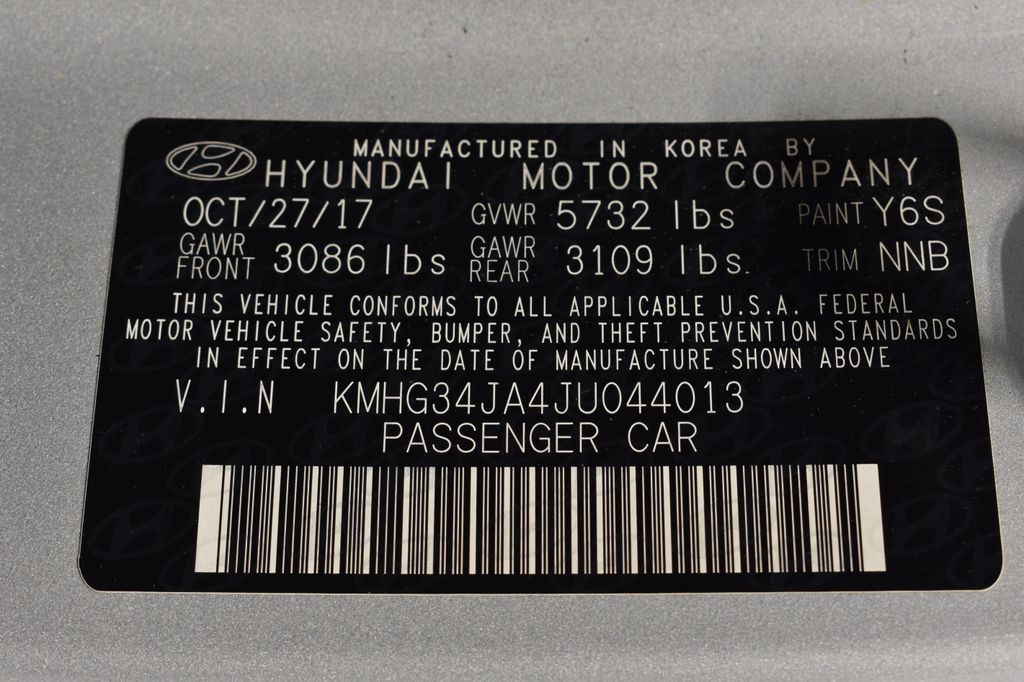 MANUFACTURED IN KOREA BY
HYUNDAI MOTOR COMPANY
OCT/27/17 GVWR 5732 lbs PAINT Y6S
GAWR FRONT 3086 lbs GAWR REAR 3109 lbs. TRIM NNB
THIS VEHICLE CONFORMS TO ALL APPLICABLE U.S.A. FEDERAL
MOTOR VEHICLE SAFETY, BUMPER, AND THEFT PREVENTION STANDARDS
IN EFFECT ON THE DATE OF MANUFACTURE SHOWN ABOVE
V.I.N KMHG34JA4JU044013
PASSENGER CAR